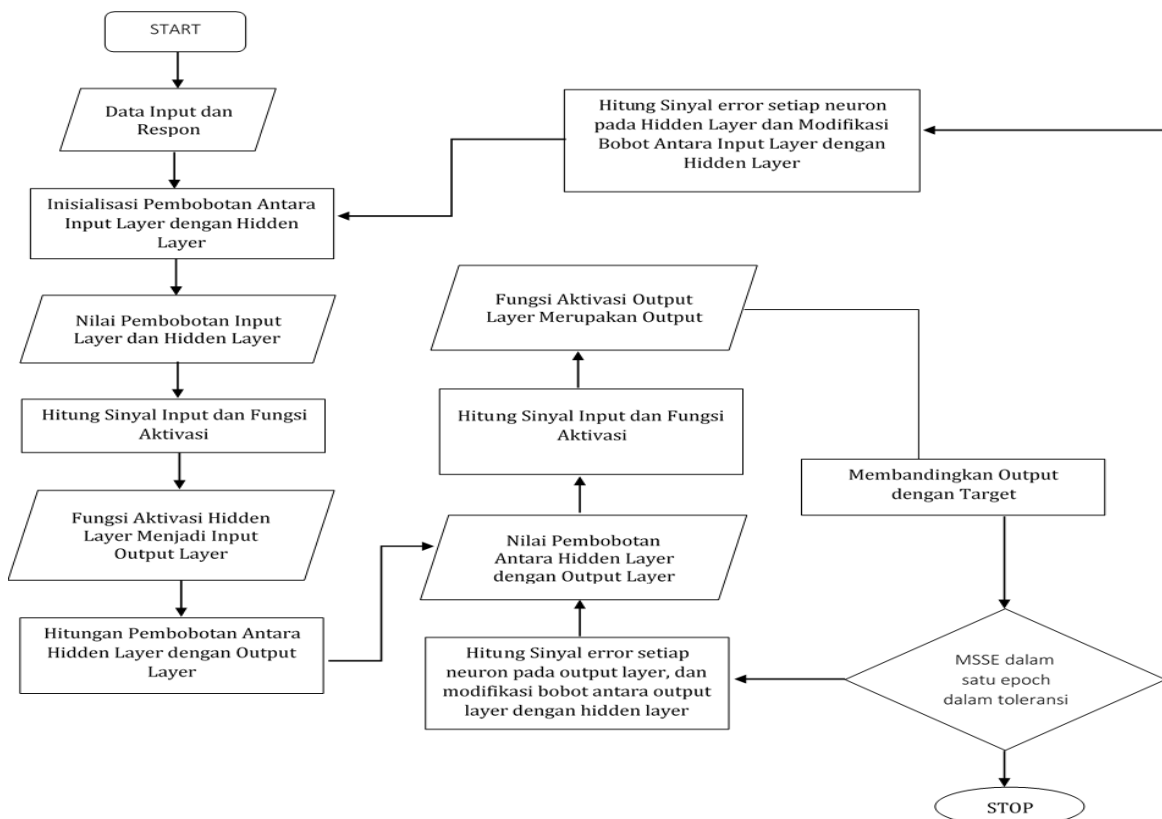 START
Data Input dan
Respon
Inisialisasi Pembobotan Antara
Input Layer dengan Hidden
Layer
Nilai Pembobotan Input
Layer dan Hidden Layer
Hitung Sinyal Input dan Fungsi
Aktivasi
Fungsi Aktivasi Hidden
Layer Menjadi Input
Output Layer
Hitungan Pembobotan Antara
Hidden Layer dengan Output
Layer
Nilai Pembobotan
Antara Hidden Layer
dengan Output Layer
Hitung Sinyal Input dan Fungsi
Aktivasi
Fungsi Aktivasi Output
Layer Merupakan Output
Membandingkan Output
dengan Target
MSSE dalam
satu epoch
dalam toleransi
Hitung Sinyal error setiap
neuron pada output layer, dan
modifikasi bobot antara output
layer dengan hidden layer
Hitung Sinyal error setiap neuron
pada Hidden Layer dan Modifikasi
Bobot Antara Input Layer dengan
Hidden Layer
STOP